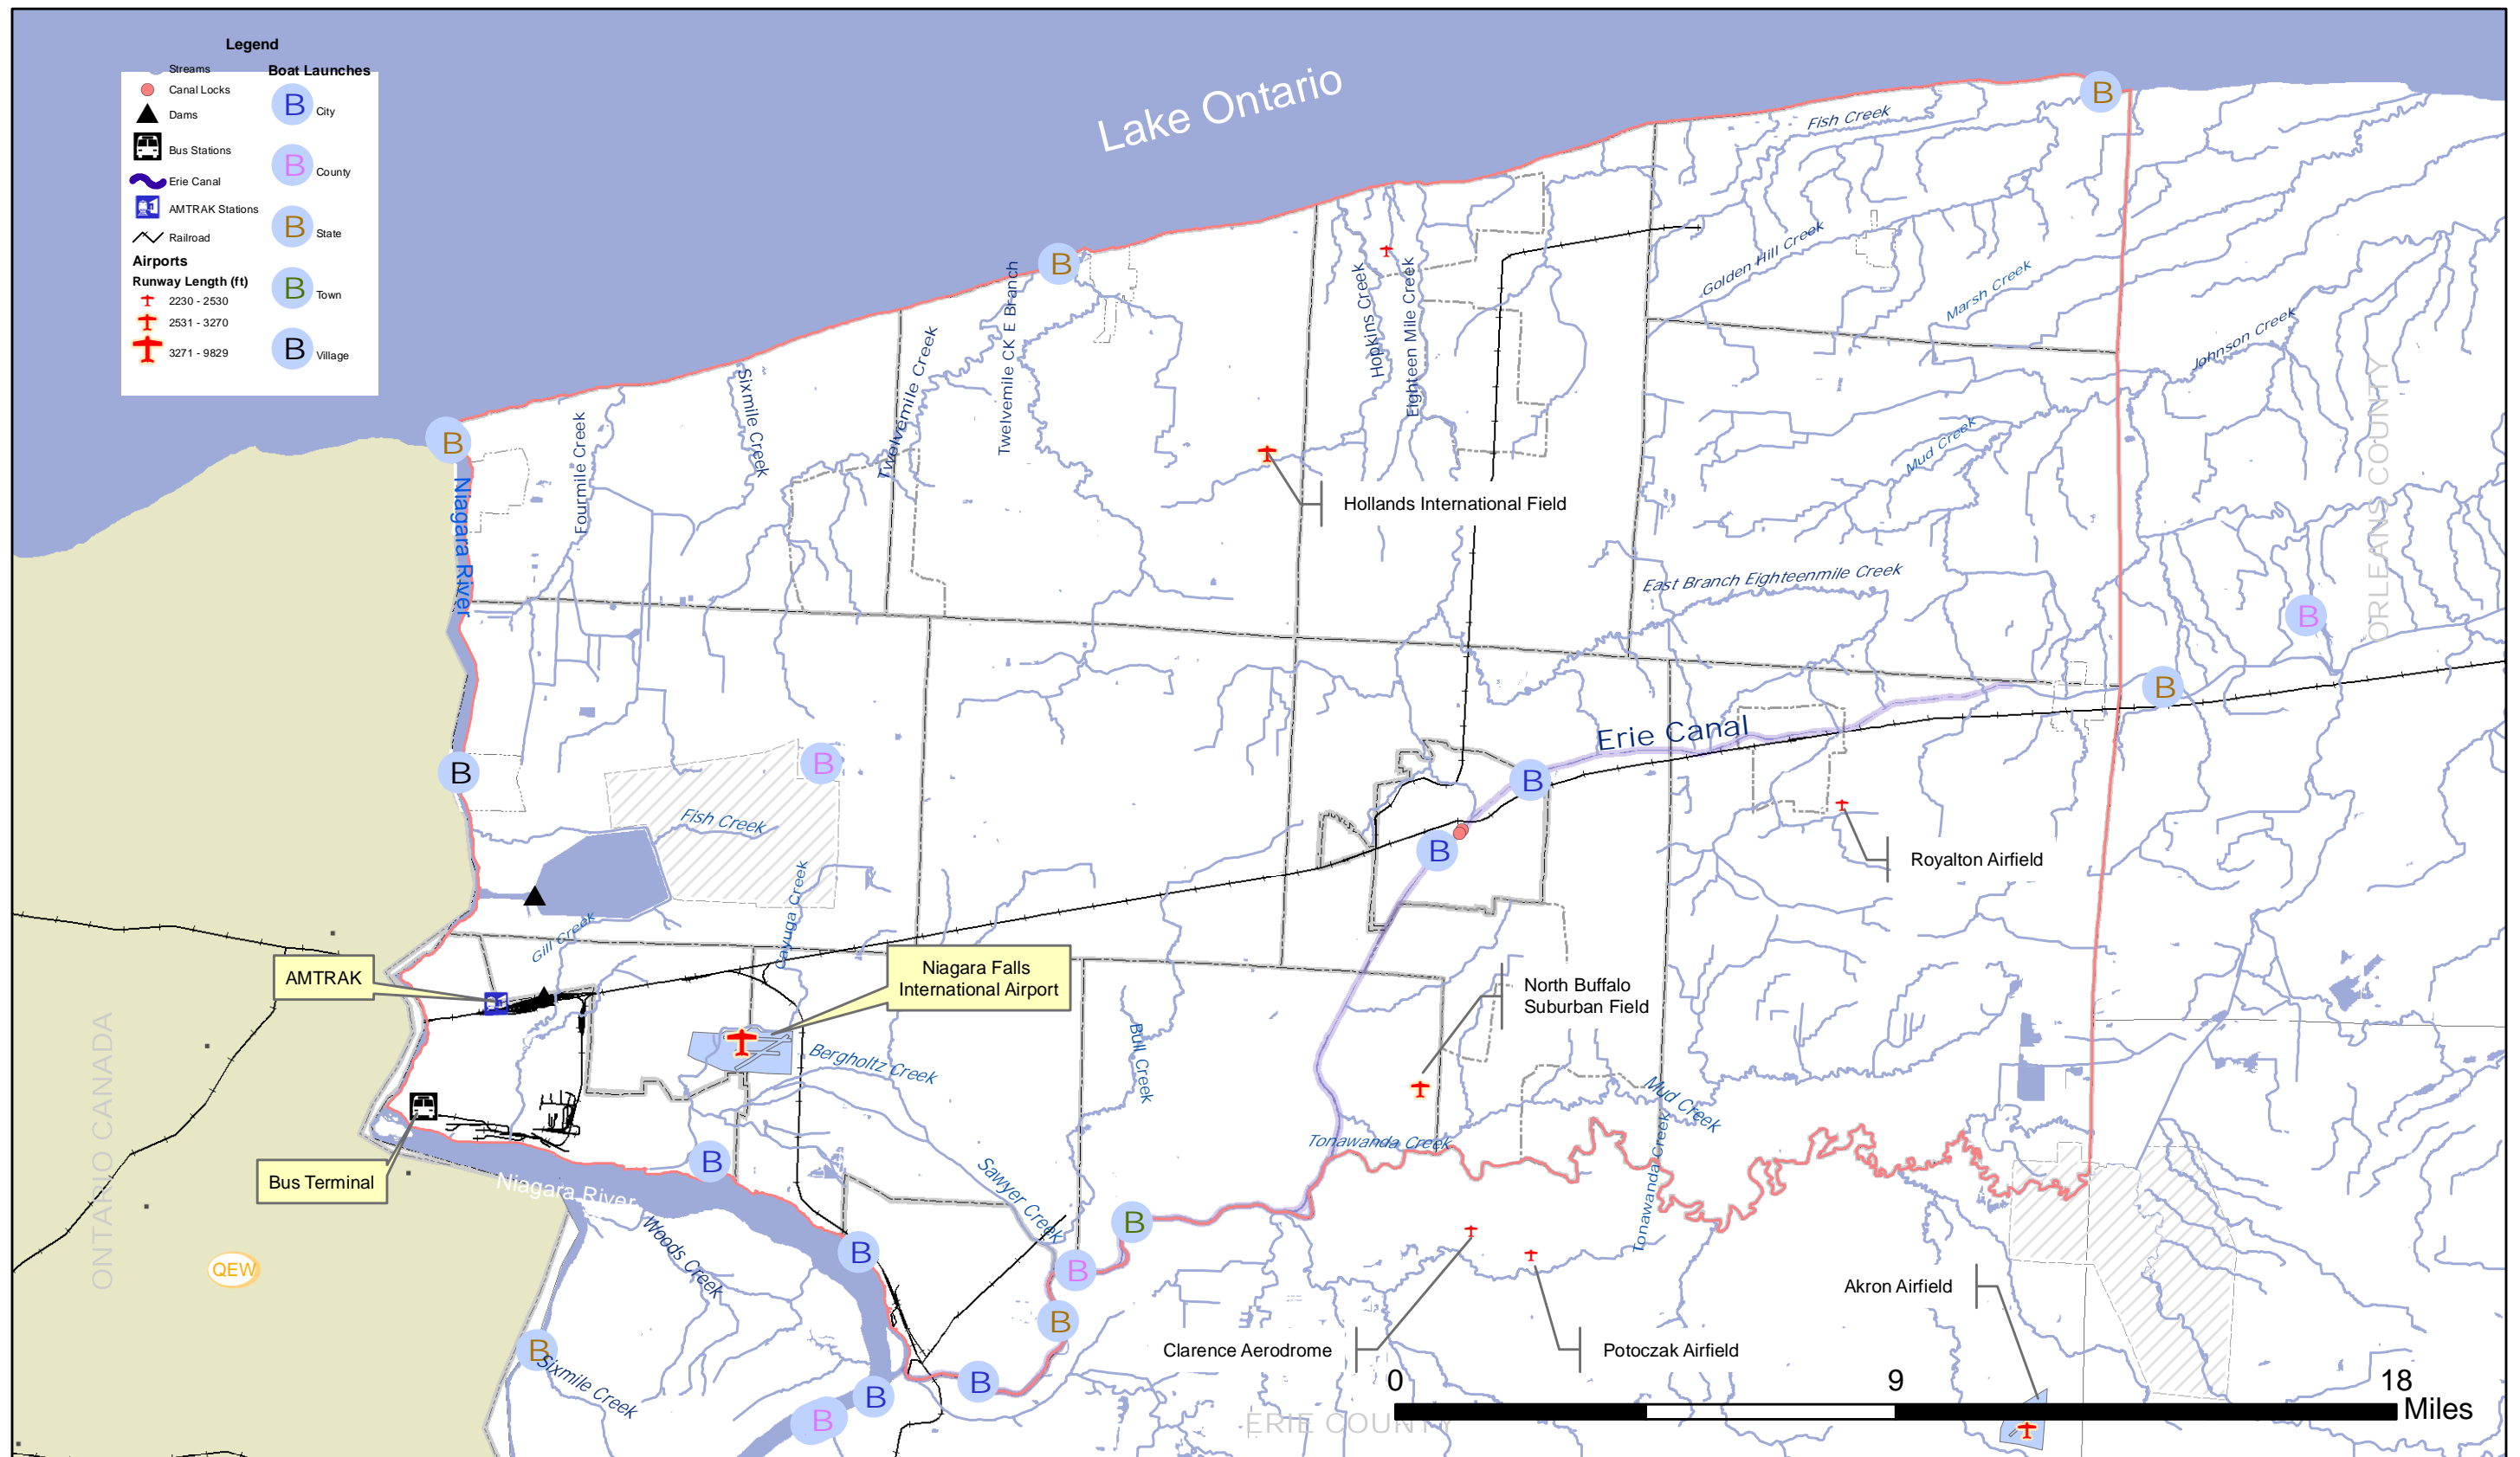 Legend
Streams
Canal Locks
Dams
Bus Stations
Erie Canal
AMTRAK Stations
Railroad
Airports
Runway Length (ft)
2230 - 2530
2531 - 3270
3271 - 9829
Boat Launches
B City
B County
B State
B Town
B Village
Lake Ontario
B
Fish Creek
B
Golden Hill Creek
Marsh Creek
Johnson Creek
Mud Creek
Hopkins Creek
Eighteen Mile Creek
Twelvemile CK E Branch
Twelvemile Creek
Sixmile Creek
Fourmile Creek
B
Niagara River
Hollands International Field
ORLEANS COUNTY
East Branch Eighteenmile Creek
B
B
Erie Canal
B
B
B
B
Fish Creek
Royalton Airfield
Cayuga Creek
Gill Creek
AMTRAK
Niagara Falls
International Airport
North Buffalo
Suburban Field
Bergholtz Creek
Bull Creek
Mud Creek
Tonawanda Creek
Tonawanda Creek
ONTARIO CANADA
Bus Terminal
B
Niagara River
Sawyer Creek
Woods Creek
B
B
B
QEW
B
B
Sixmile Creek
B
B
B
Akron Airfield
Clarence Aerodrome
Potoczak Airfield
0 9 18
Miles
ERIE COUNTY